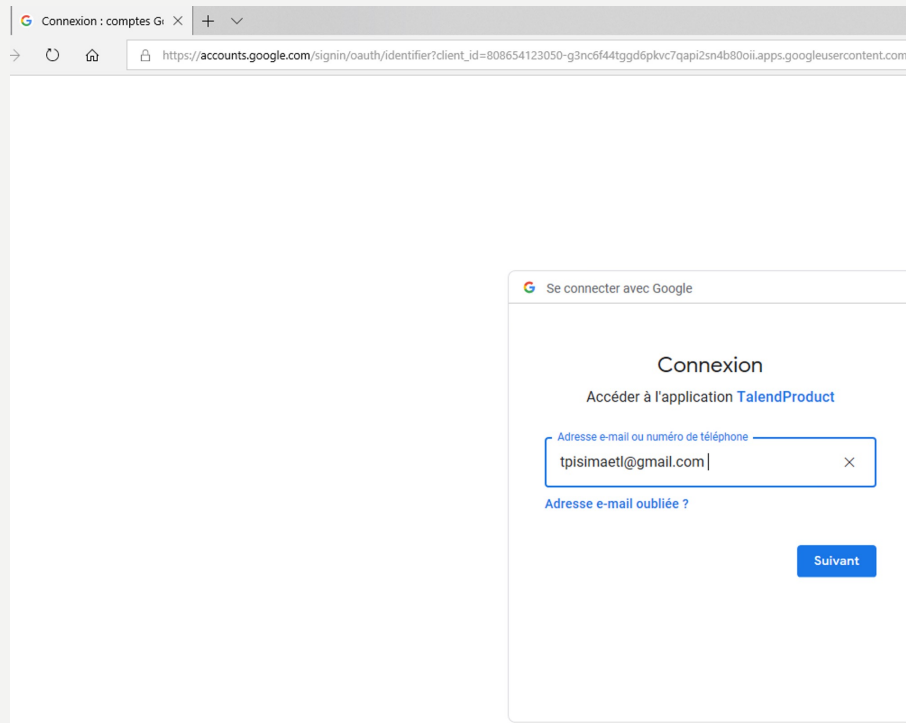 Connexion : comptes Go
https://accounts.google.com/signin/oauth/identifier?client_id=808654123050-g3nc6f44tggd6pkvc7qapi2sn4b80oii.apps.googleusercontent.com
Se connecter avec Google
Connexion
Accéder à l'application TalendProduct
Adresse e-mail ou numéro de téléphone
tpisimaetl@gmail.com
Adresse e-mail oubliée ?
Suivant